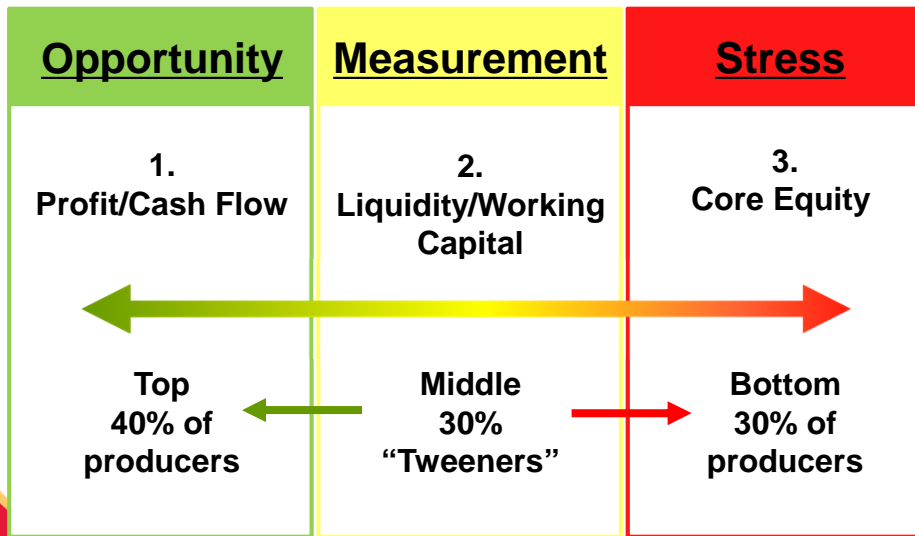 Opportunity
Measurement
Stress
1.
Profit/Cash Flow
2.
Liquidity/Working
Capital
3.
Core Equity
Top
40% of
producers
Middle
30%
“Tweeners”
Bottom
30% of
producers